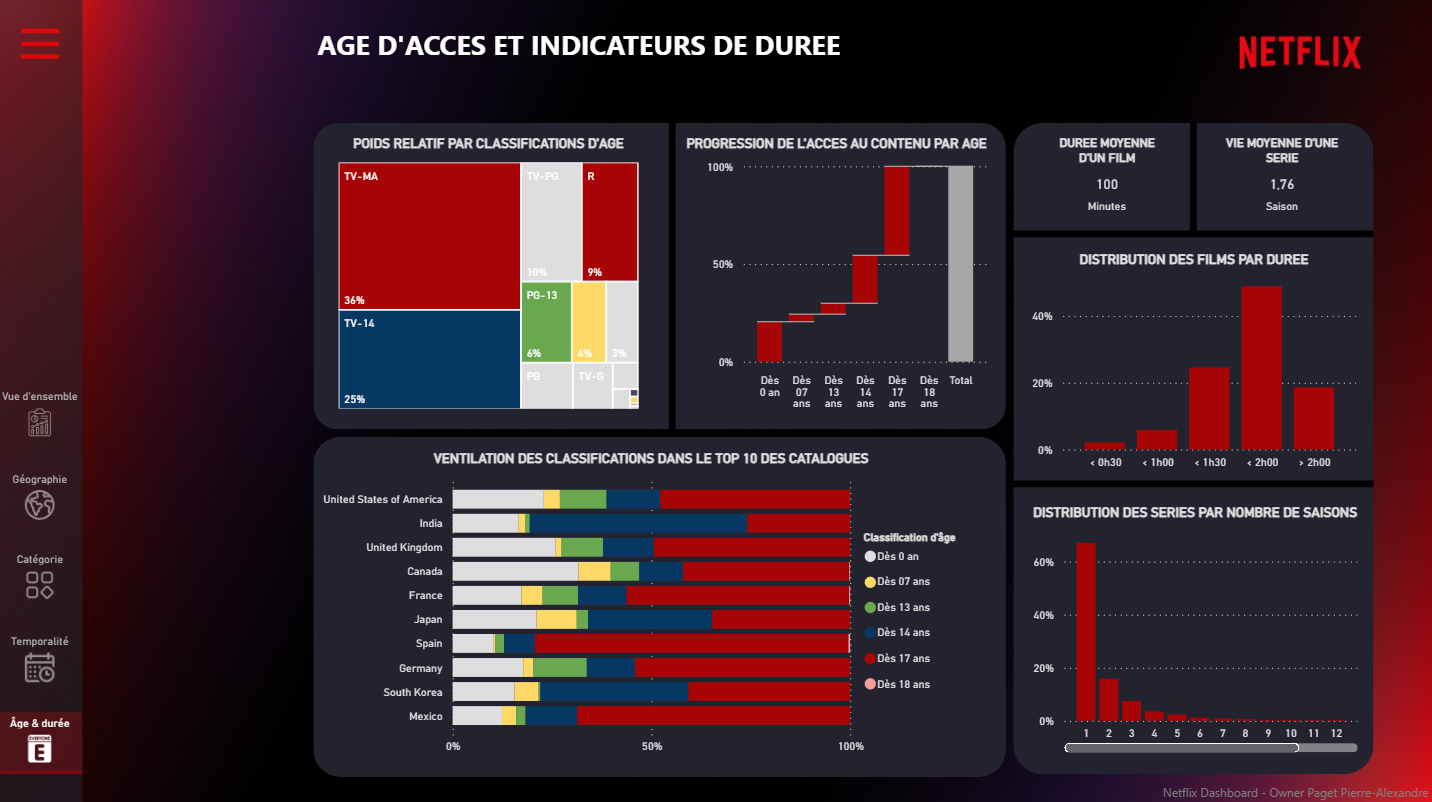 AGE D'ACCES ET INDICATEURS DE DUREE
NETFLIX
Vue d'ensemble
Géographie
Catégorie
Temporalité
Âge & durée
EVERYONE
E
POIDS RELATIF PAR CLASSIFICATIONS D'AGE
TV-MA
36%
TV-14
25%
TV-PG
10%
R
9%
PG-13
6%
4%
3%
PG
TV-G
PROGRESSION DE L'ACCES AU CONTENU PAR AGE
100%
50%
0%
Dès
0 an
Dès
07
ans
Dès
13
ans
Dès
14
ans
Dès
17
ans
Dès
18
ans
Total
DUREE MOYENNE
D'UN FILM
100
Minutes
VIE MOYENNE D'UNE
SERIE
1,76
Saison
DISTRIBUTION DES FILMS PAR DUREE
40%
20%
0%
< 0h30
< 1h00
< 1h30
< 2h00
> 2h00
VENTILATION DES CLASSIFICATIONS DANS LE TOP 10 DES CATALOGUES
United States of America
India
United Kingdom
Canada
France
Japan
Spain
Germany
South Korea
Mexico
0%
50%
100%
Classification d'âge
Dès 0 an
Dès 07 ans
Dès 13 ans
Dès 14 ans
Dès 17 ans
Dès 18 ans
DISTRIBUTION DES SERIES PAR NOMBRE DE SAISONS
60%
40%
20%
0%
1 2 3 4 5 6 7 8 9 10 11 12
Netflix Dashboard - Owner Paget Pierre-Alexandre